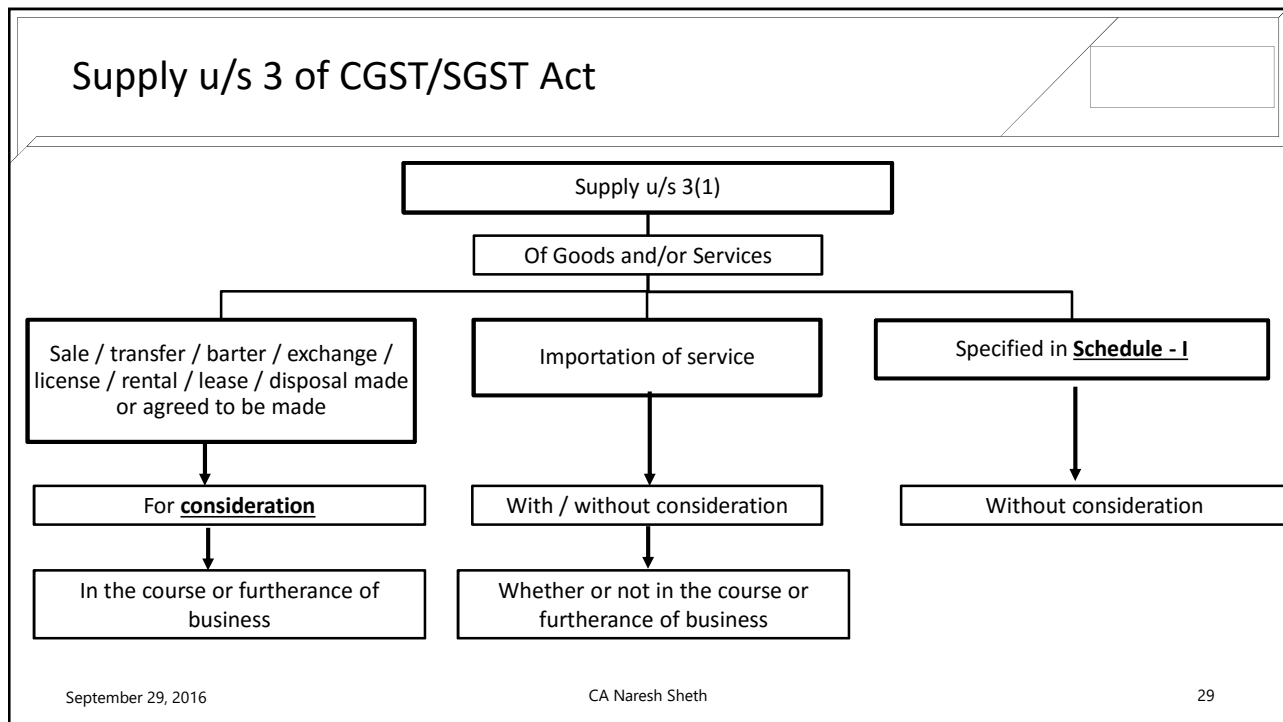 Supply u/s 3 of CGST/SGST Act
Supply u/s 3(1)
Of Goods and/or Services
Sale / transfer / barter / exchange /
license / rental / lease / disposal made
or agreed to be made
Importation of service
Specified in Schedule - I
For consideration
With / without consideration
Without consideration
In the course or furtherance of
business
Whether or not in the course or
furtherance of business
September 29, 2016
CA Naresh Sheth
29